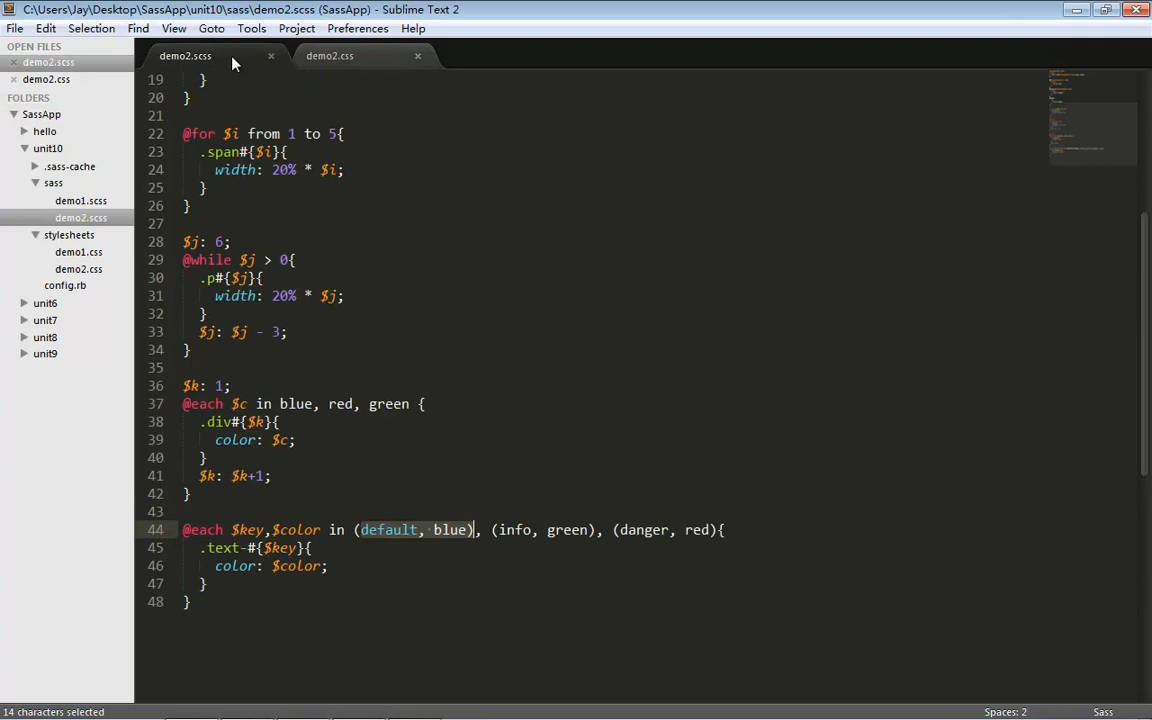 C:\Users\Jay\Desktop\SassApp\unit10\sass\demo2.scss (SassApp) - Sublime Text 2
File Edit Selection Find View Goto Tools Project Preferences Help
OPEN FILES
demo2.scss
demo2.css
FOLDERS
SassApp
hello
unit10
.sass-cache
sass
demo1.scss
demo2.scss
stylesheets
demo1.css
demo2.css
config.rb
unit6
unit7
unit8
unit9
demo2.scss demo2.css
19 }
20 }
21
22 @for $i from 1 to 5{
23 .span#{$i}{
24 width: 20% * $i;
25 }
26 }
27
28 $j: 6;
29 @while $j > 0{
30 .p#{$j}{
31 width: 20% * $j;
32 }
33 $j: $j - 3;
34 }
35
36 $k: 1;
37 @each $c in blue, red, green {
38 .div#{$k}{
39 color: $c;
40 }
41 $k: $k+1;
42 }
43
44 @each $key,$color in (default, blue), (info, green), (danger, red){
45 .text-#{$key}{
46 color: $color;
47 }
48 }
14 characters selected Spaces: 2 Sass